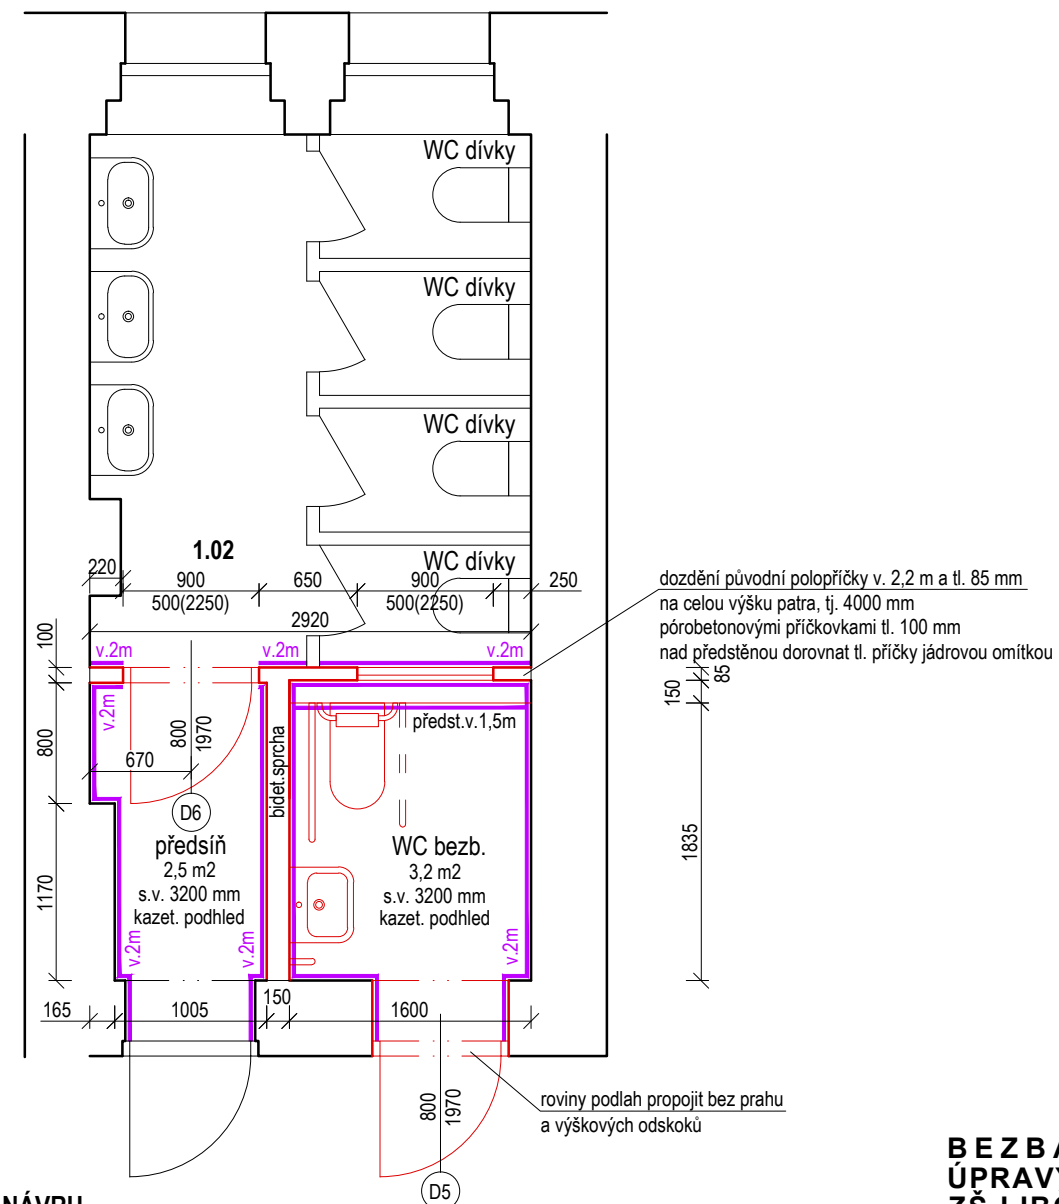 WC dívky
WC dívky
WC dívky
WC dívky
1.02
220
900
650
900
250
500(2250)
500(2250)
2920
100
v.2m
v.2m
v.2m
dozdění původní polopříčky v. 2,2 m a tl. 85 mm
na celou výšku patra, tj. 4000 mm
pórobetonovými příčkovkami tl. 100 mm
nad předstěnou dorovnat tl. příčky jádrovou omítkou
85
150
v.2m
800
800
1970
670
předst.v.1,5m
bidet.sprcha
D6
předsíň
2,5 m2
s.v. 3200 mm
kazet. podhled
WC bezb.
3,2 m2
s.v. 3200 mm
kazet. podhled
1835
1170
v.2m
v.2m
v.2m
165
1005
150
1600
800
1970
roviny podlah propojit bez prahu
a výškových odskoků
D5